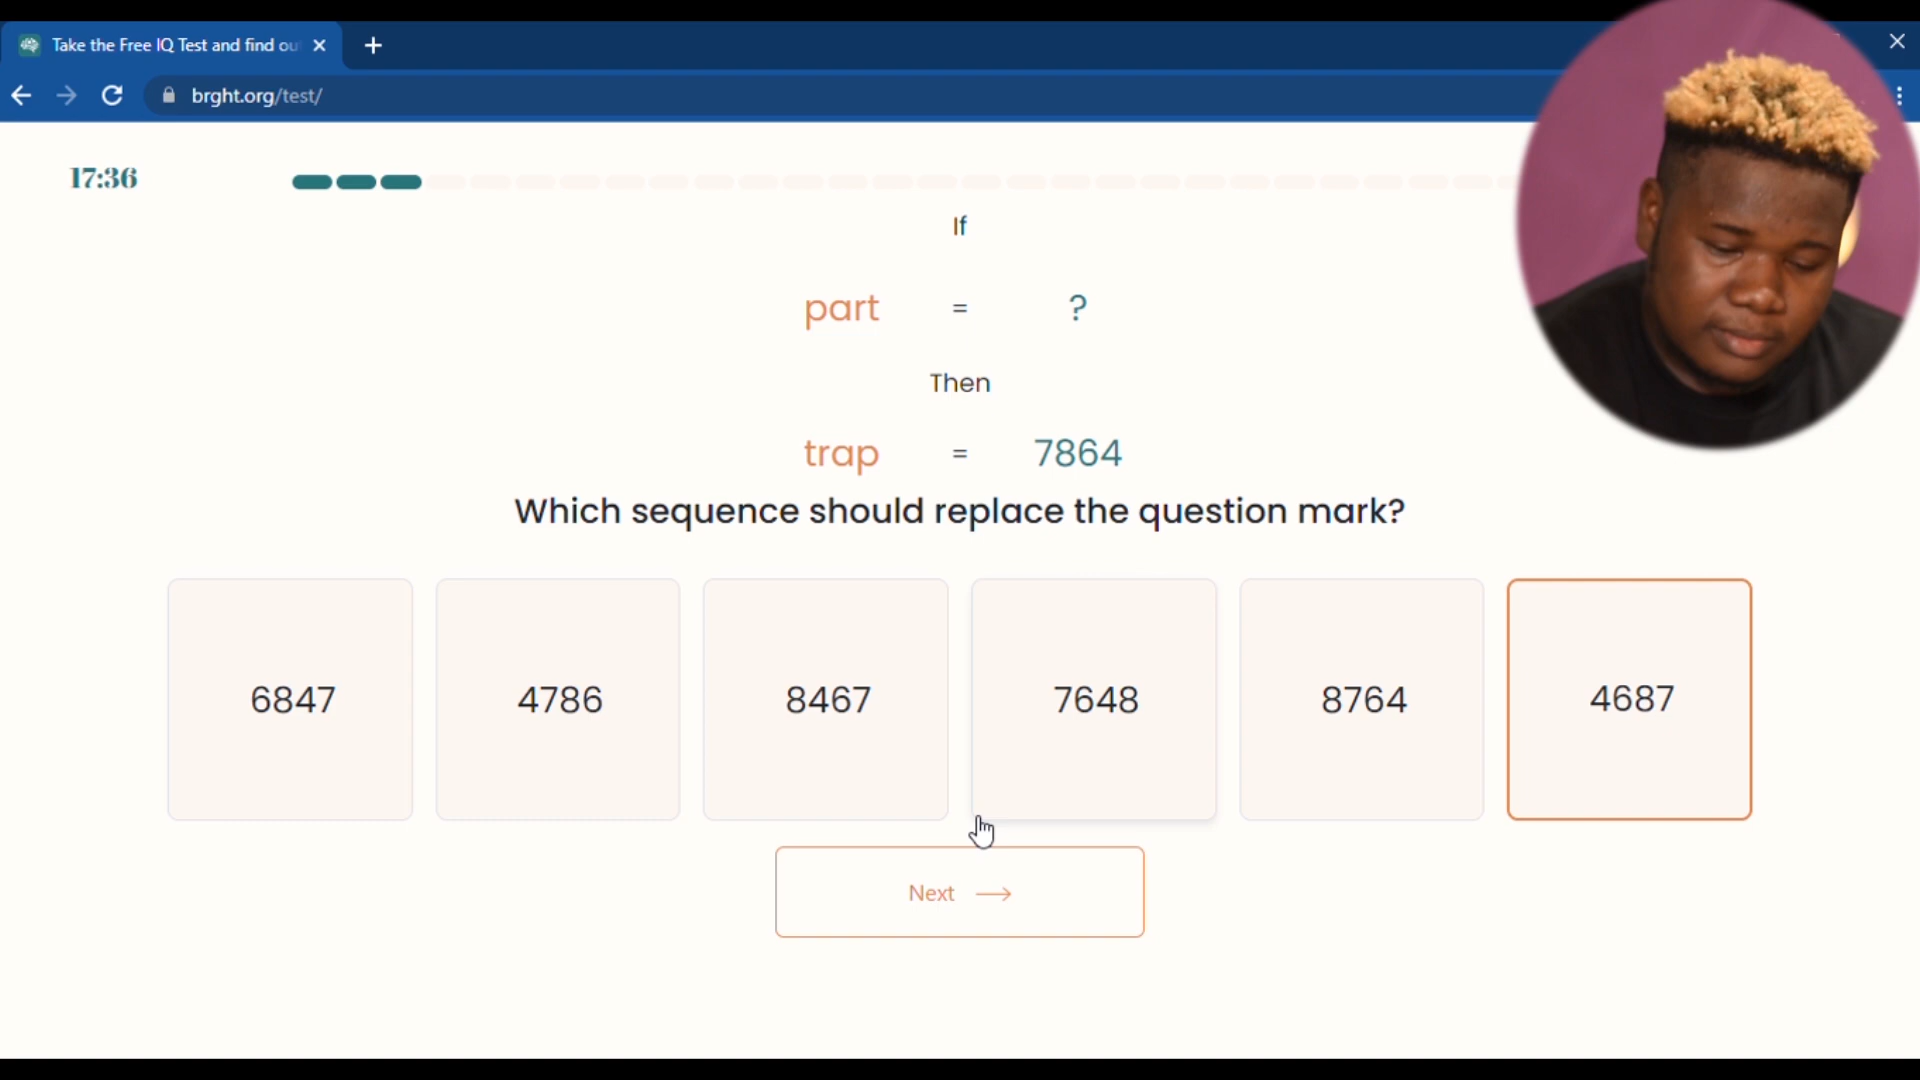 Take the Free IQ Test and find ou
brght.org/test/
17:36
If
part = ?
Then
trap = 7864
Which sequence should replace the question mark?
6847 4786 8467 7648 8764 4687
Next